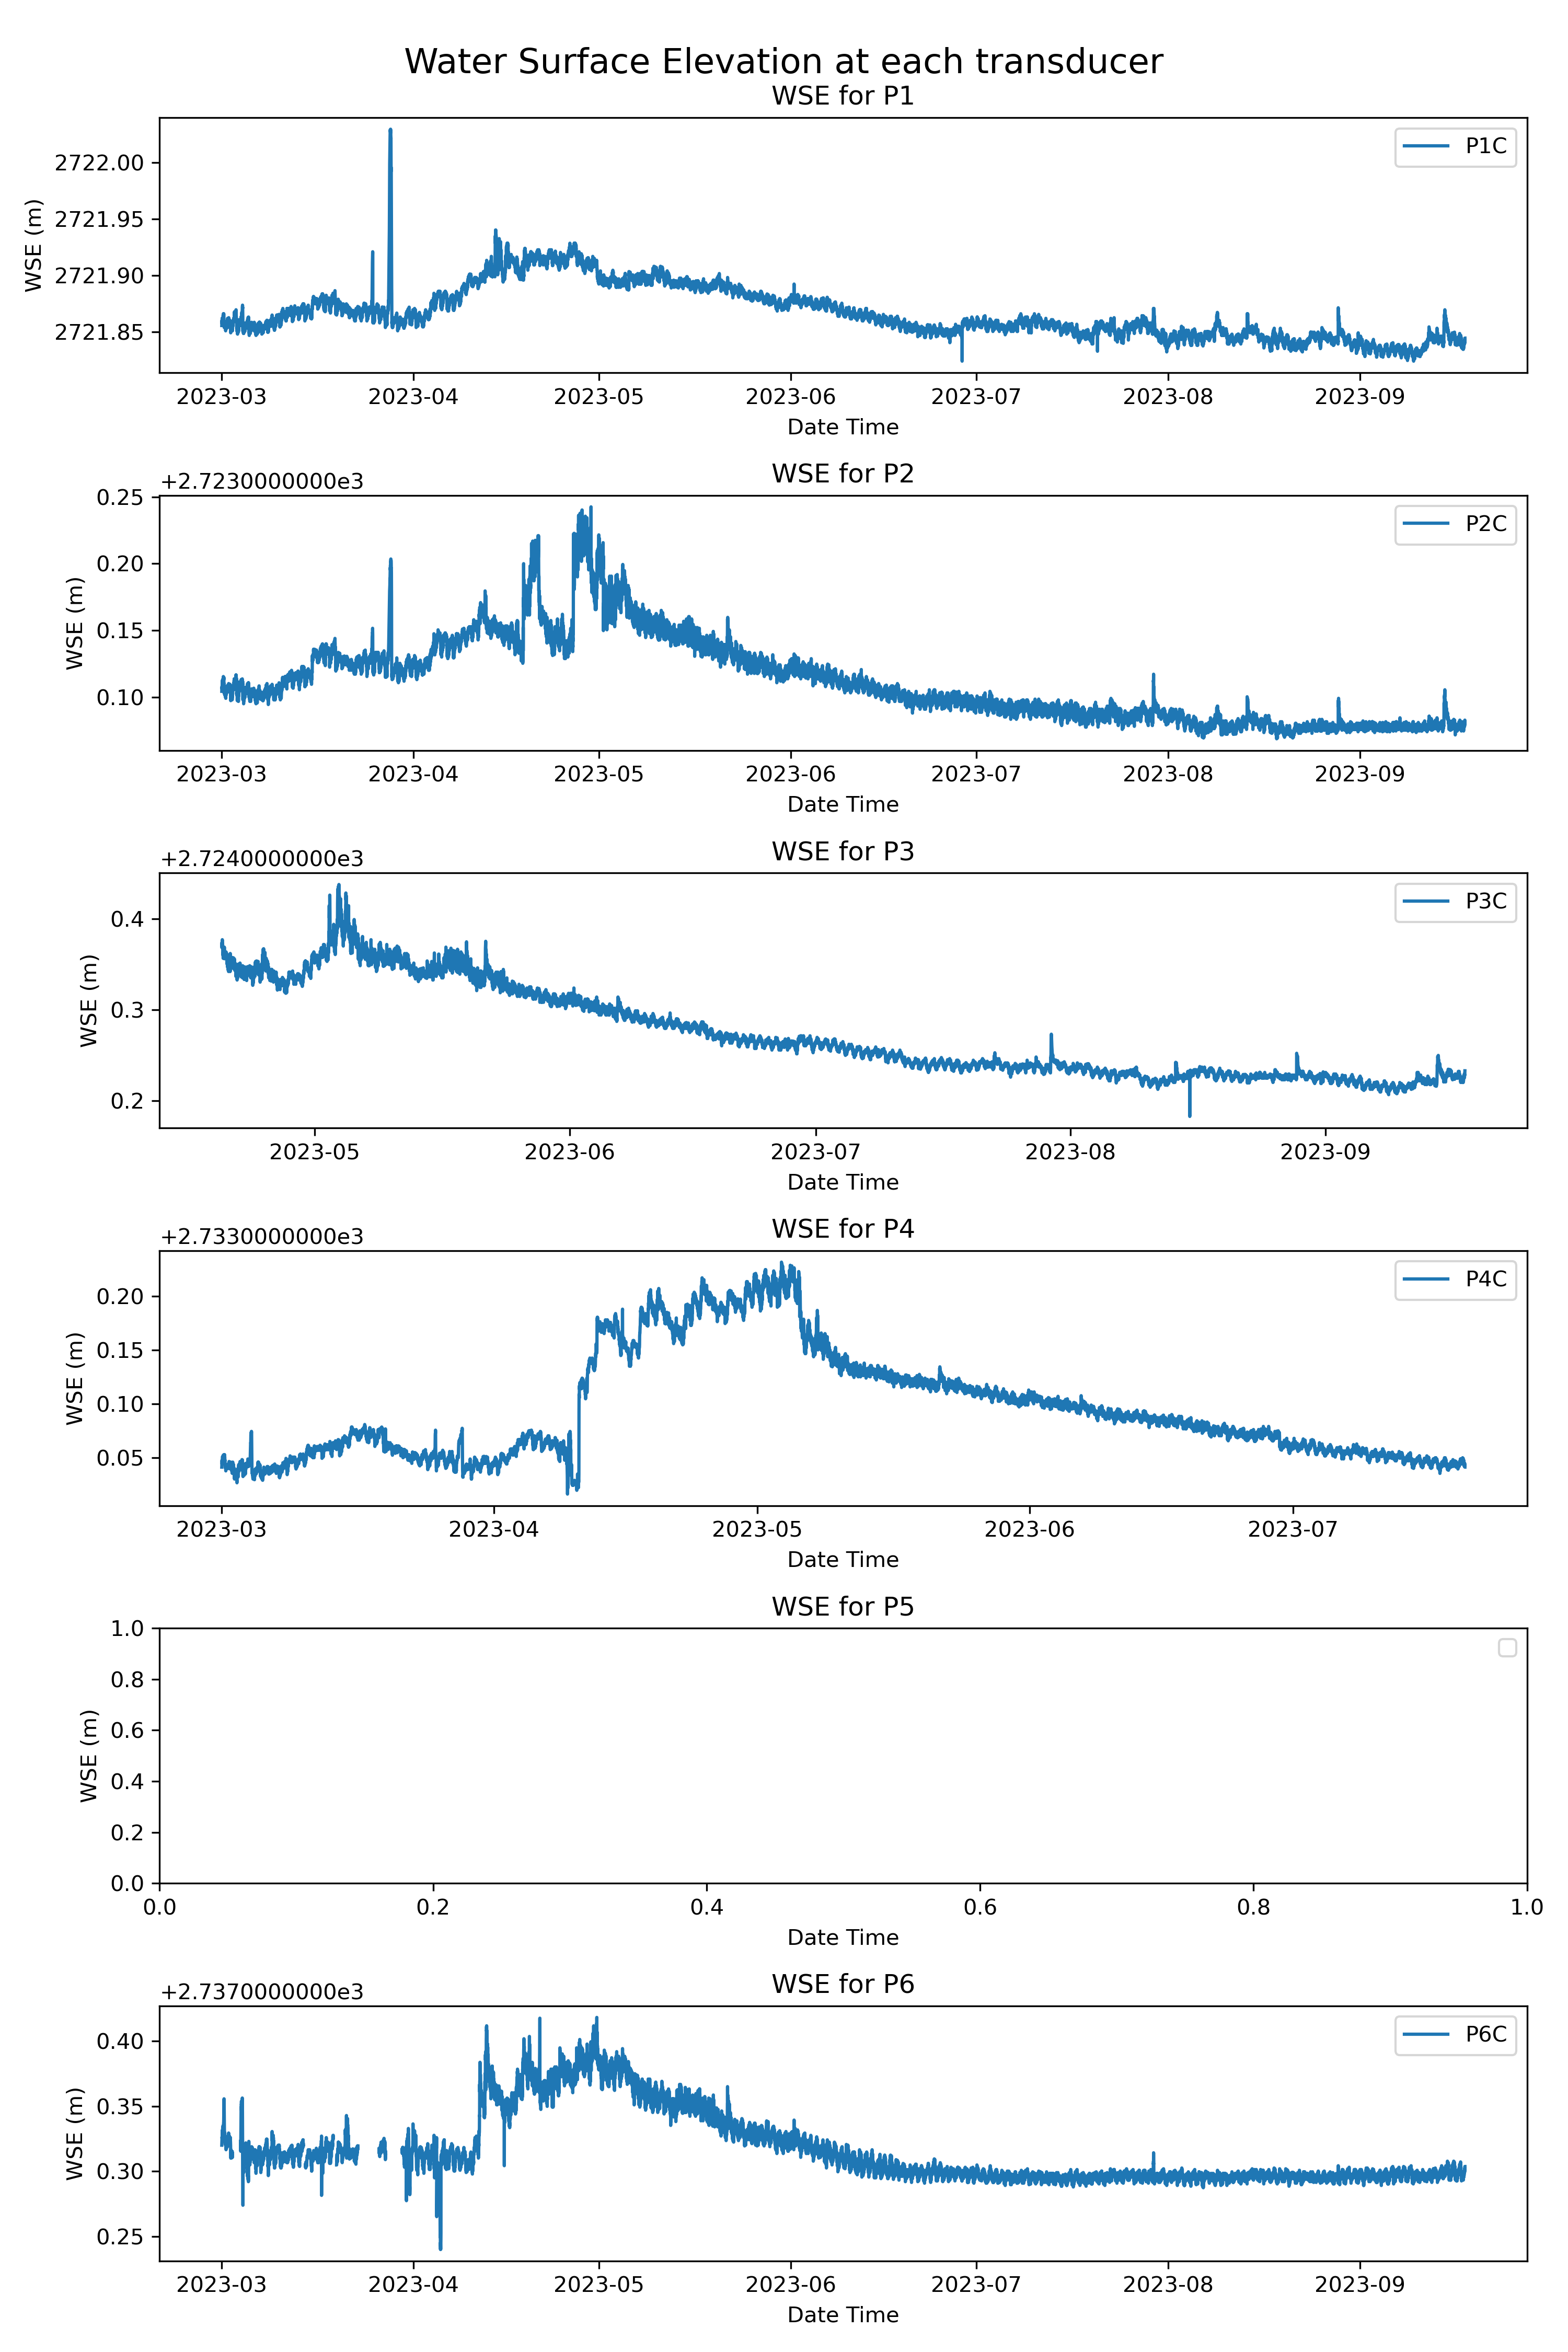 Water Surface Elevation at each transducer
WSE for P1
WSE (m)
2722.00
2721.95
2721.90
2721.85
P1C
2023-03 2023-04 2023-05 2023-06 2023-07 2023-08 2023-09
Date Time
WSE for P2
+2.7230000000e3
WSE (m)
0.25
0.20
0.15
0.10
P2C
2023-03 2023-04 2023-05 2023-06 2023-07 2023-08 2023-09
Date Time
WSE for P3
+2.7240000000e3
WSE (m)
0.4
0.3
0.2
P3C
2023-05 2023-06 2023-07 2023-08 2023-09
Date Time
WSE for P4
+2.7330000000e3
WSE (m)
0.20
0.15
0.10
0.05
P4C
2023-03 2023-04 2023-05 2023-06 2023-07
Date Time
WSE for P5
WSE (m)
1.0
0.8
0.6
0.4
0.2
0.0
0.0 0.2 0.4 0.6 0.8 1.0
Date Time
WSE for P6
+2.7370000000e3
WSE (m)
0.40
0.35
0.30
0.25
P6C
2023-03 2023-04 2023-05 2023-06 2023-07 2023-08 2023-09
Date Time